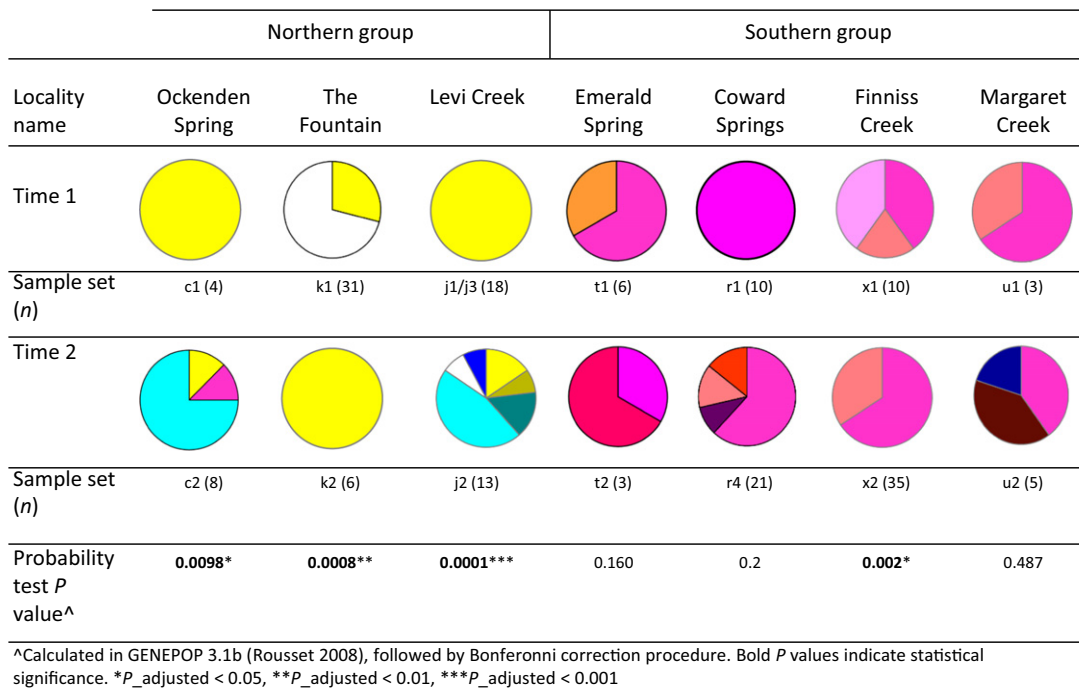 Northern group Southern group
Locality name Ockenden Spring The Fountain Levi Creek Emerald Spring Coward Springs Finniss Creek Margaret Creek
Time 1
Sample set (n) c1 (4) k1 (31) j1/j3 (18) t1 (6) r1 (10) x1 (10) u1 (3)
Time 2
Sample set (n) c2 (8) k2 (6) j2 (13) t2 (3) r4 (21) x2 (35) u2 (5)
Probability test P value^ 0.0098* 0.0008** 0.0001*** 0.160 0.2 0.002* 0.487
^Calculated in GENEPOP 3.1b (Rousset 2008), followed by Bonferonni correction procedure. Bold P values indicate statistical
significance. *P_adjusted < 0.05, **P_adjusted < 0.01, ***P_adjusted < 0.001